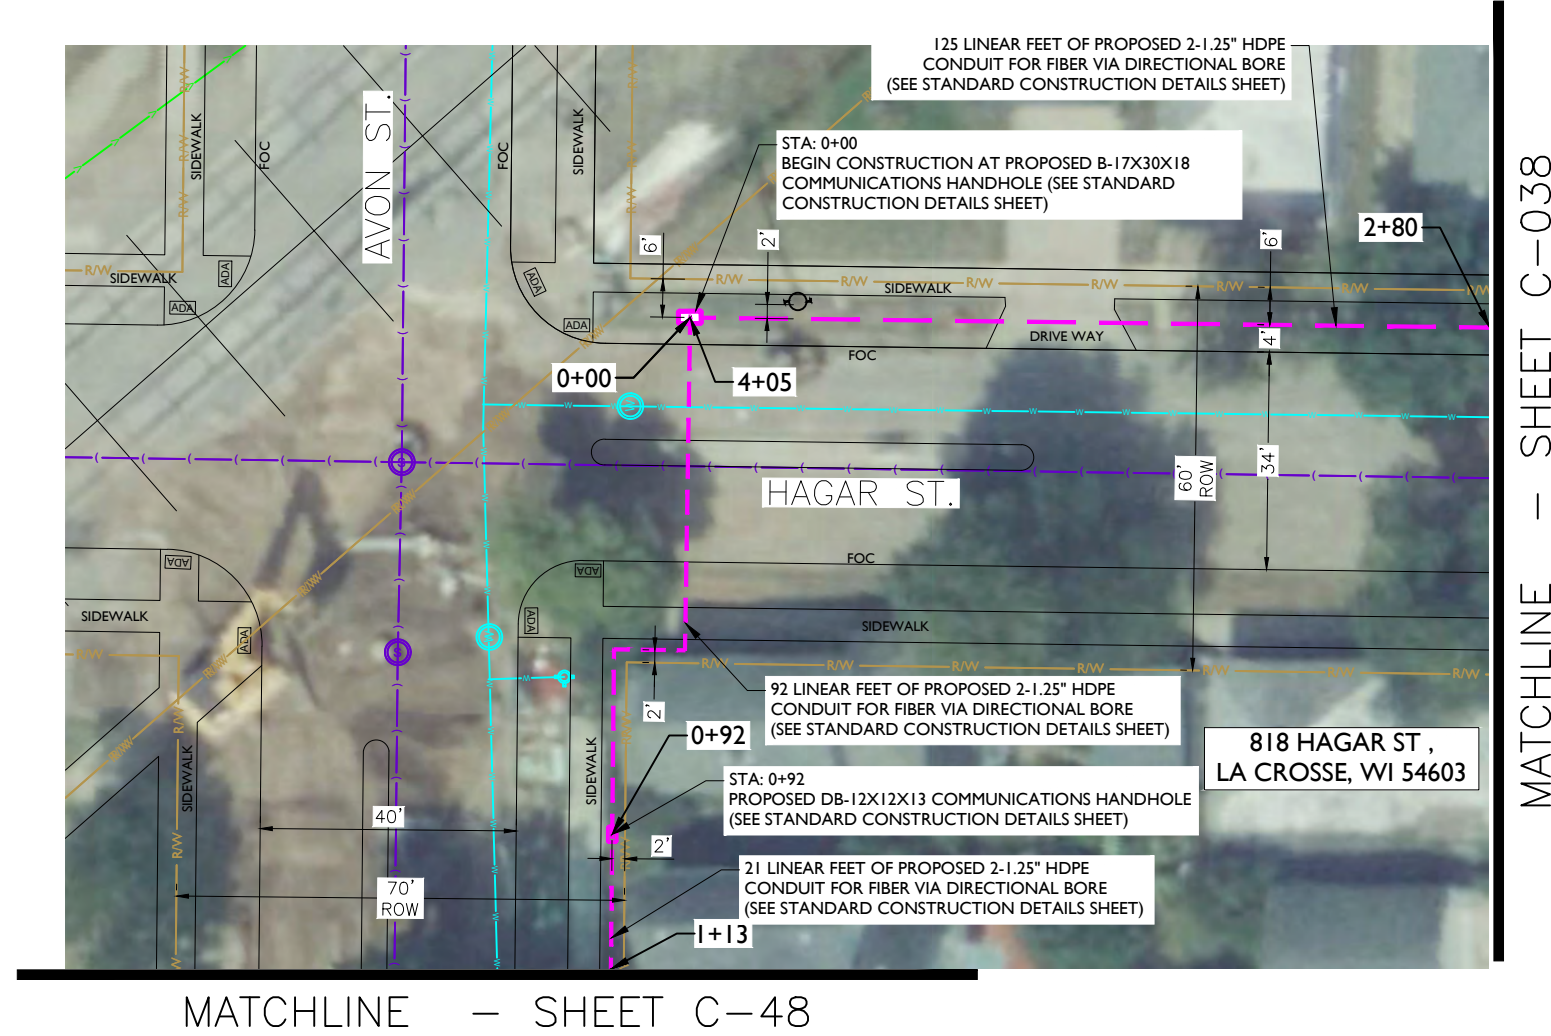 125 LINEAR FEET OF PROPOSED 2-1.25" HDPE
CONDUIT FOR FIBER VIA DIRECTIONAL BORE
(SEE STANDARD CONSTRUCTION DETAILS SHEET)
STA: 0+00
BEGIN CONSTRUCTION AT PROPOSED B-17X30X18
COMMUNICATIONS HANDHOLE (SEE STANDARD
CONSTRUCTION DETAILS SHEET)
AVON ST.
SIDEWALK
FOC
FOC
SIDEWALK
R/W
R/W
R/W
R/W
SIDEWALK
ADA
ADA
ADA
ADA
6'
2'
6'
2+80
R/W
R/W
R/W
R/W
R/W
R/W
SIDEWALK
DRIVE WAY
FOC
4'
0+00
4+05
W
S
HAGAR ST.
60'
ROW
34'
FOC
ADA
ADA
ADA
ADA
SIDEWALK
SIDEWALK
R/W
R/W
R/W
S
W
R/W
R/W
R/W
R/W
R/W
R/W
R/W
2'
92 LINEAR FEET OF PROPOSED 2-1.25" HDPE
CONDUIT FOR FIBER VIA DIRECTIONAL BORE
(SEE STANDARD CONSTRUCTION DETAILS SHEET)
0+92
818 HAGAR ST ,
LA CROSSE, WI 54603
SIDEWALK
SIDEWALK
R/W
R/W
R/W
STA: 0+92
PROPOSED DB-12X12X13 COMMUNICATIONS HANDHOLE
(SEE STANDARD CONSTRUCTION DETAILS SHEET)
40'
2'
R/W
R/W
21 LINEAR FEET OF PROPOSED 2-1.25" HDPE
CONDUIT FOR FIBER VIA DIRECTIONAL BORE
(SEE STANDARD CONSTRUCTION DETAILS SHEET)
70'
ROW
1+13
MATCHLINE - SHEET C-48
MATCHLINE - SHEET C-038